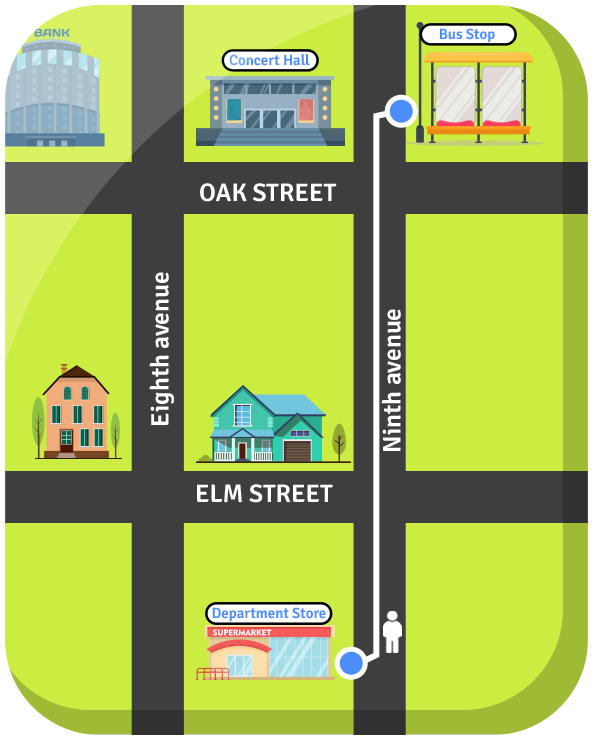 BANK
Bus Stop
Concert Hall
OAK STREET
Eighth avenue
Ninth avenue
ELM STREET
Department Store
SUPERMARKET